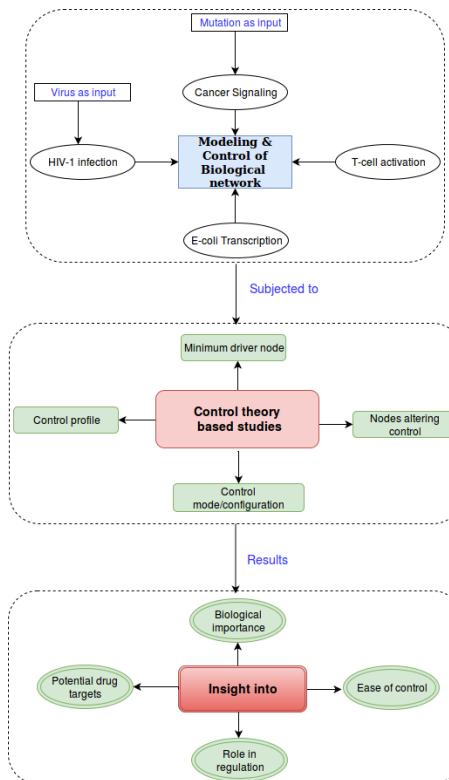 Mutation as input
Virus as input
Cancer Signaling
HIV-1 infection
Modeling &
Control of
Biological
network
T-cell activation
E-coli Transcription
Subjected to
Minimum driver node
Control profile
Control theory
based studies
Nodes altering
control
Control
mode/configuration
Results
Biological
importance
Potential drug
targets
Insight into
Ease of control
Role in
regulation